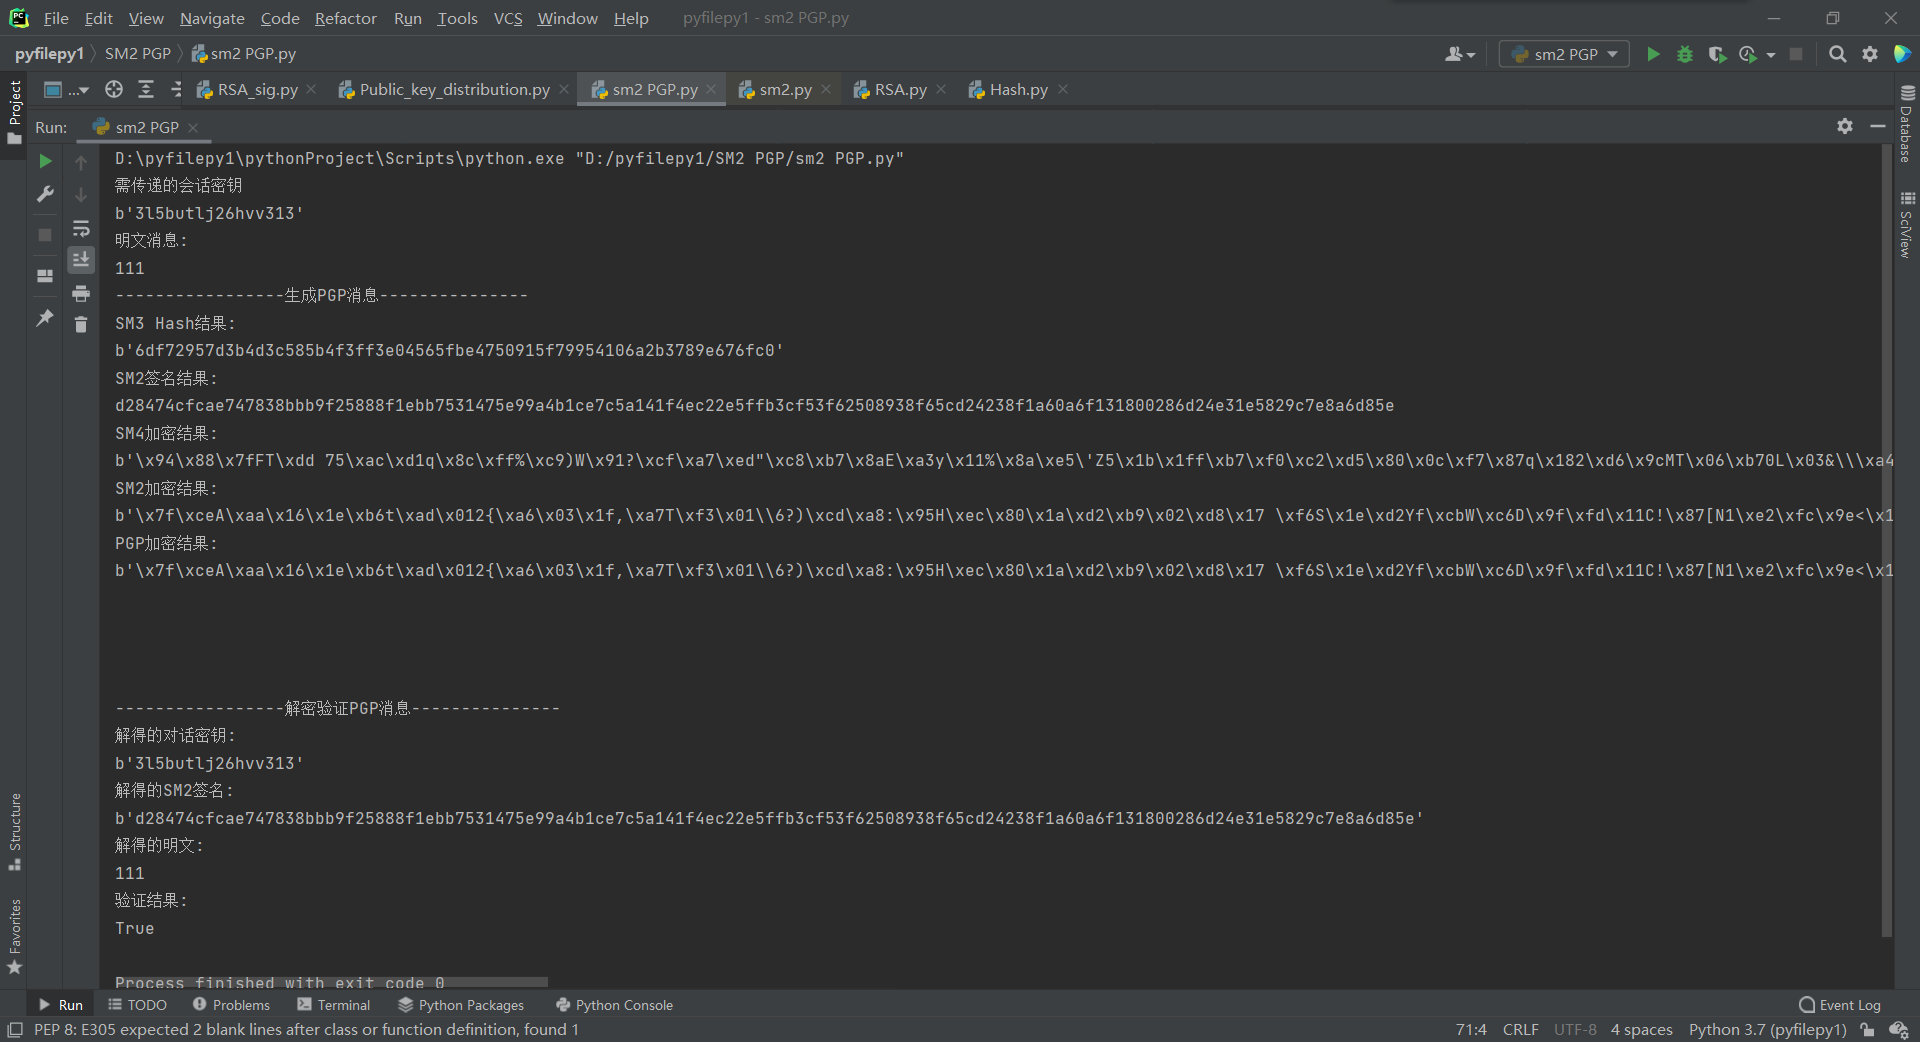 File Edit View Navigate Code Refactor Run Tools VCS Window Help pyfilepy1 - sm2 PGP.py
pyfilepy1 SM2 PGP sm2 PGP.py sm2 PGP
Project
... RSA_sig.py Public_key_distribution.py sm2 PGP.py sm2.py RSA.py Hash.py
Database
SciView
Run: sm2 PGP
D:\pyfilepy1\pythonProject\Scripts\python.exe "D:/pyfilepy1/SM2 PGP/sm2 PGP.py"
需传递的会话密钥
b'3l5butlj26hvv313'
明文消息:
111
-----------------生成PGP消息---------------
SM3 Hash结果:
b'6df72957d3b4d3c585b4f3ff3e04565fbe4750915f79954106a2b3789e676fc0'
SM2签名结果:
d28474cfcae747838bbb9f25888f1ebb7531475e99a4b1ce7c5a141f4ec22e5ffb3cf53f62508938f65cd24238f1a60a6f131800286d24e31e5829c7e8a6d85e
SM4加密结果:
b'\x94\x88\x7fFT\xdd 75\xac\xd1q\x8c\xff%\xc9)W\x91?\xcf\xa7\xed"\xc8\xb7\x8aE\xa3y\x11%\x8a\xe5\'Z5\x1b\x1ff\xb7\xf0\xc2\xd5\x80\x0c\xf7\x87q\x182\xd6\x9cMT\x06\xb70L\x03&\\\xa4
SM2加密结果:
b'\x7f\xceA\xaa\x16\x1e\xb6t\xad\x012{\xa6\x03\x1f,\xa7T\xf3\x01\\6?)\xcd\xa8:\x95H\xec\x80\x1a\xd2\xb9\x02\xd8\x17 \xf6S\x1e\xd2Yf\xcbW\xc6D\x9f\xfd\x11C!\x87[N1\xe2\xfc\x9e<\x1
PGP加密结果:
b'\x7f\xceA\xaa\x16\x1e\xb6t\xad\x012{\xa6\x03\x1f,\xa7T\xf3\x01\\6?)\xcd\xa8:\x95H\xec\x80\x1a\xd2\xb9\x02\xd8\x17 \xf6S\x1e\xd2Yf\xcbW\xc6D\x9f\xfd\x11C!\x87[N1\xe2\xfc\x9e<\x1
-----------------解密验证PGP消息---------------
解得的对话密钥:
b'3l5butlj26hvv313'
解得的SM2签名:
b'd28474cfcae747838bbb9f25888f1ebb7531475e99a4b1ce7c5a141f4ec22e5ffb3cf53f62508938f65cd24238f1a60a6f131800286d24e31e5829c7e8a6d85e'
解得的明文:
111
验证结果:
True
Process finished with exit code 0
Structure
Favorites
Run TODO Problems Terminal Python Packages Python Console Event Log
PEP 8: E305 expected 2 blank lines after class or function definition, found 1 71:4 CRLF UTF-8 4 spaces Python 3.7 (pyfilepy1)